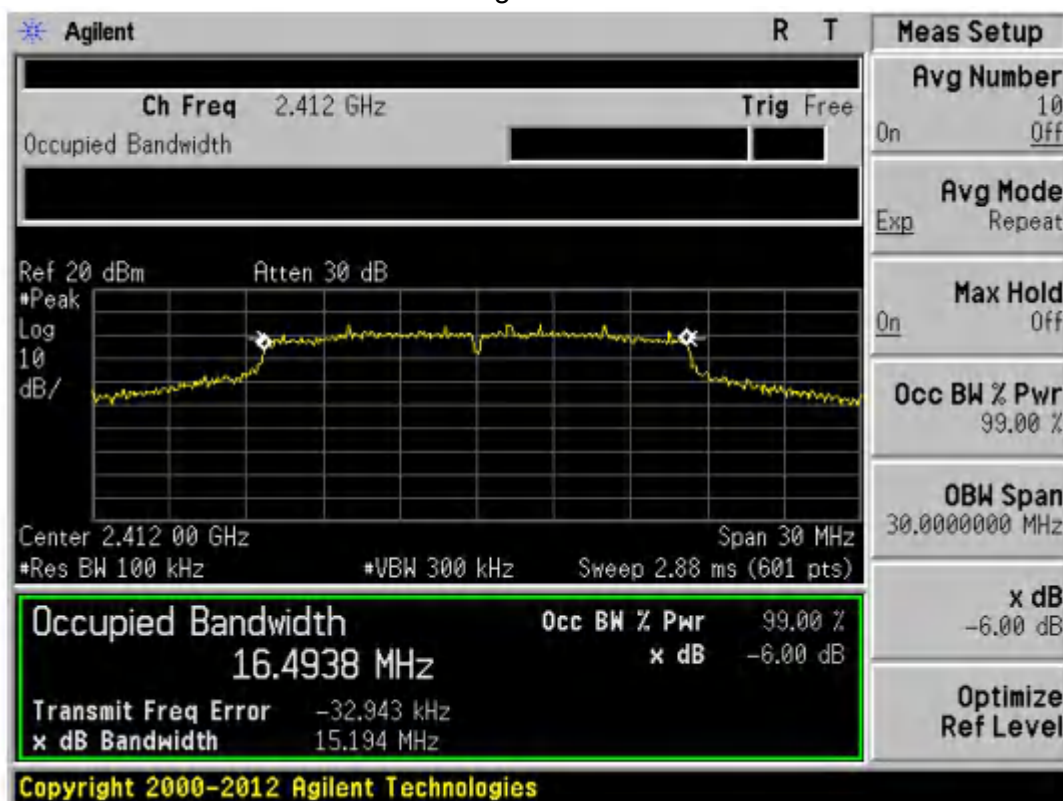 Agilent
R T
Ch Freq 2.412 GHz
Trig Free
Occupied Bandwidth
Ref 20 dBm
Atten 30 dB
#Peak
Log
10
dB/
Center 2.412 00 GHz
Span 30 MHz
#Res BW 100 kHz
#VBW 300 kHz
Sweep 2.88 ms (601 pts)
Occupied Bandwidth
16.4938 MHz
Occ BW % Pwr 99.00 %
x dB -6.00 dB
Transmit Freq Error -32.943 kHz
x dB Bandwidth 15.194 MHz
Copyright 2000-2012 Agilent Technologies
Meas Setup
Avg Number
10
On Off
Avg Mode
Exp Repeat
Max Hold
On Off
Occ BW % Pwr
99.00 %
OBW Span
30.0000000 MHz
x dB
-6.00 dB
Optimize
Ref Level